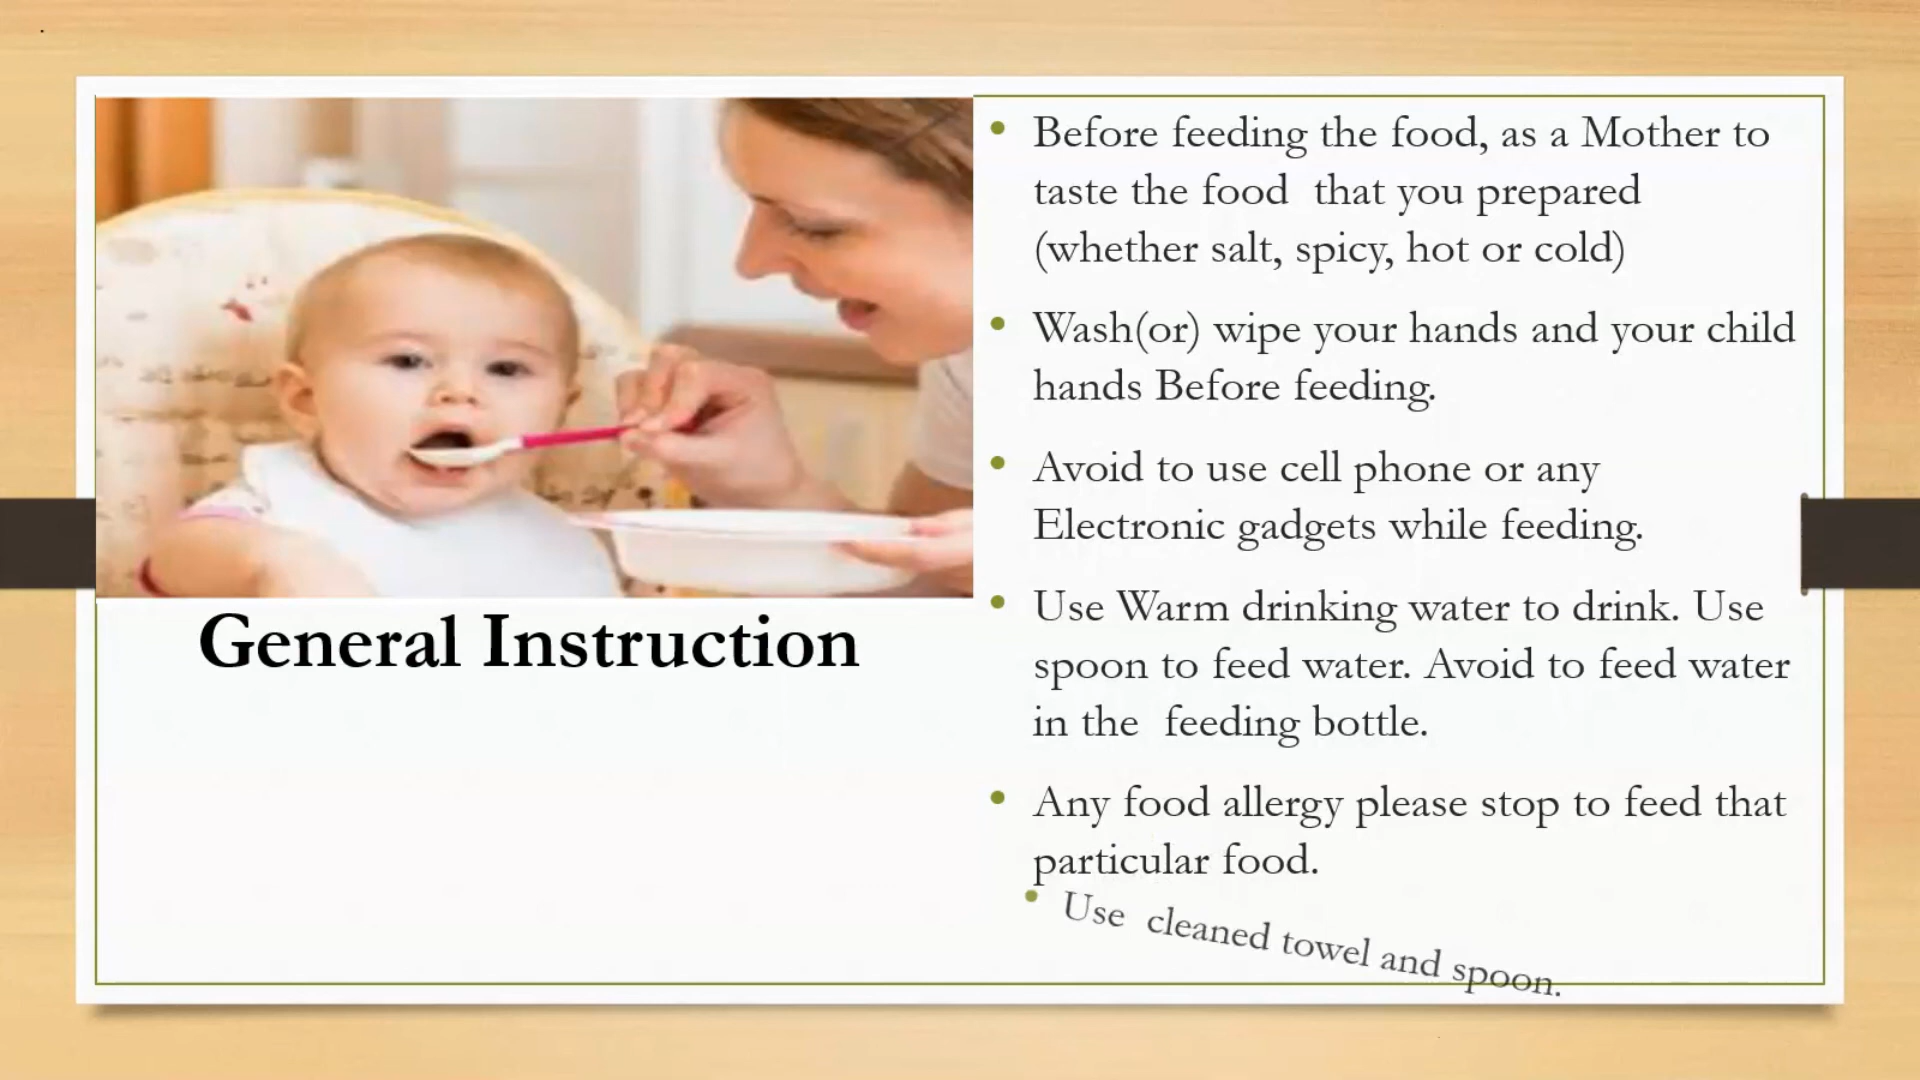 Before feeding the food, as a Mother to
taste the food  that you prepared
(whether salt, spicy, hot or cold)
Wash(or) wipe your hands and your child
hands Before feeding.
Avoid to use cell phone or any
Electronic gadgets while feeding.
Use Warm drinking water to drink. Use
spoon to feed water. Avoid to feed water
in the  feeding bottle.
Any food allergy please stop to feed that
particular food.
Use  cleaned towel and spoon.
General Instruction